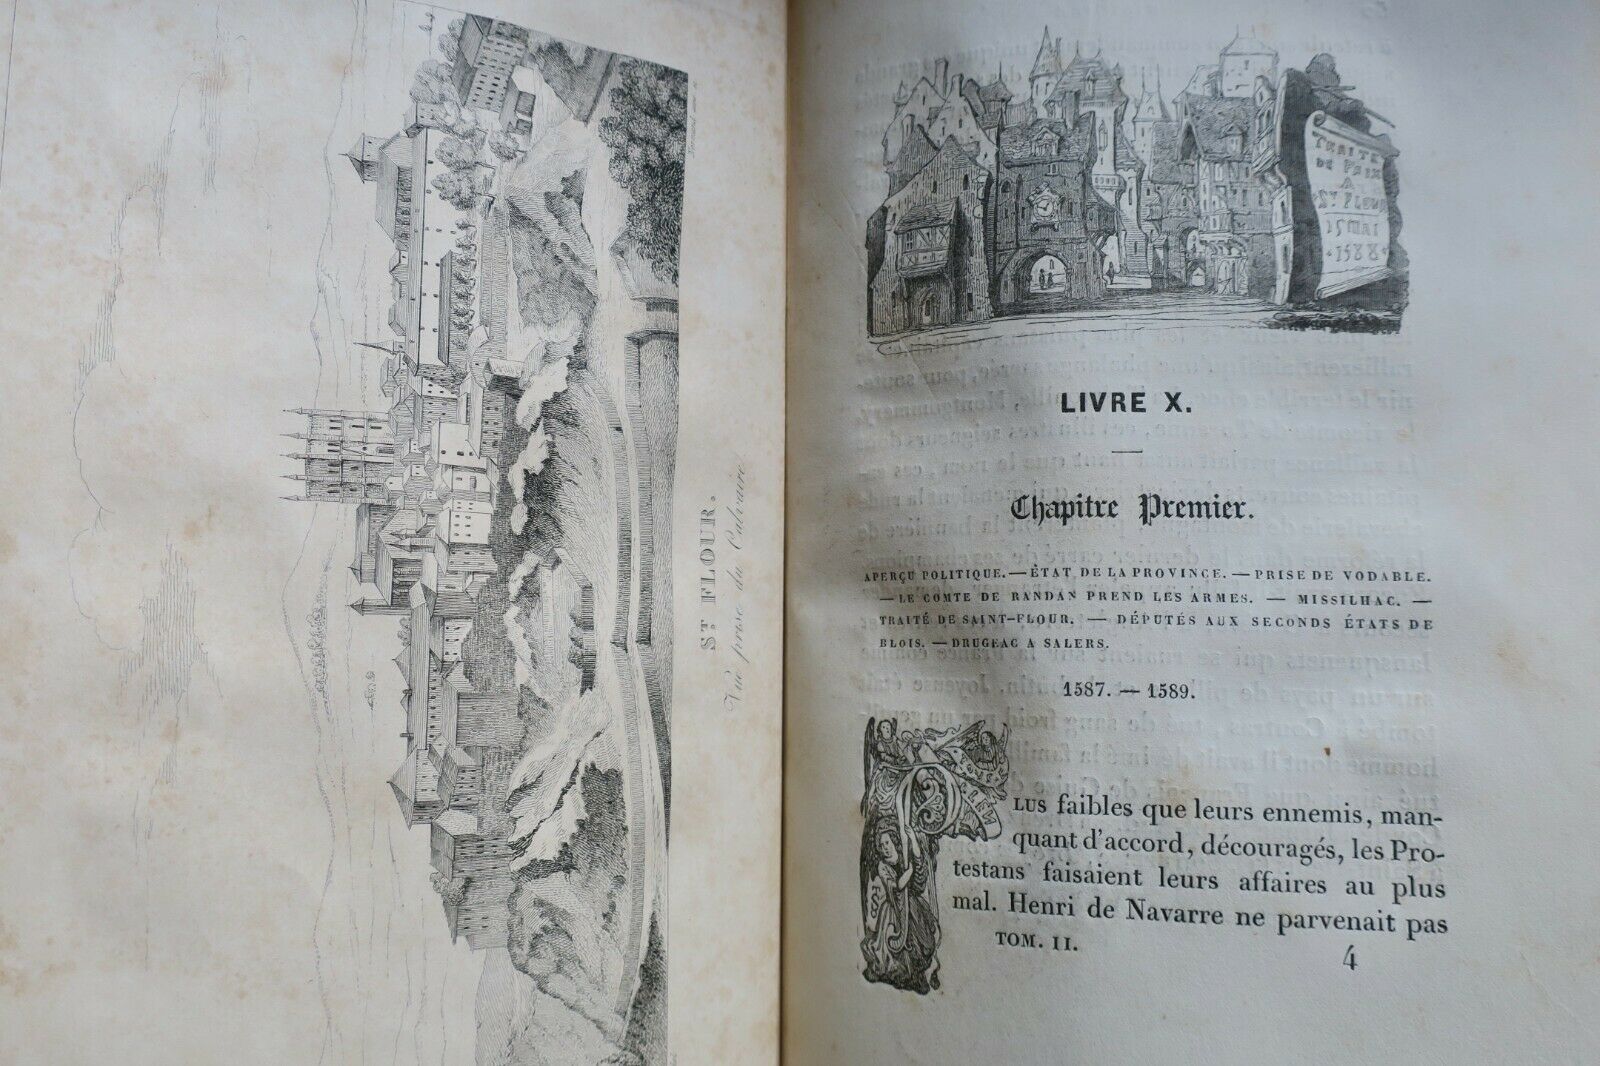 ST. FLOUR.
Vue prise du Calvaire.
TRAITÉ
DE PAIX
A
ST FLOUR
15 MAI
1588
LIVRE X.
Chapitre Premier.
APERÇU POLITIQUE. — ÉTAT DE LA PROVINCE. — PRISE DE VODABLE.
— LE COMTE DE RANDAN PREND LES ARMES. — MISSILHAC. —
TRAITÉ DE SAINT-FLOUR. — DÉPUTÉS AUX SECONDS ÉTATS DE
BLOIS. — DRUGEAC A SALERS.
1587. — 1589.
PLUS faibles que leurs ennemis, man-
quant d'accord, découragés, les Pro-
testans faisaient leurs affaires au plus
mal. Henri de Navarre ne parvenait pas
TOM. II.
4